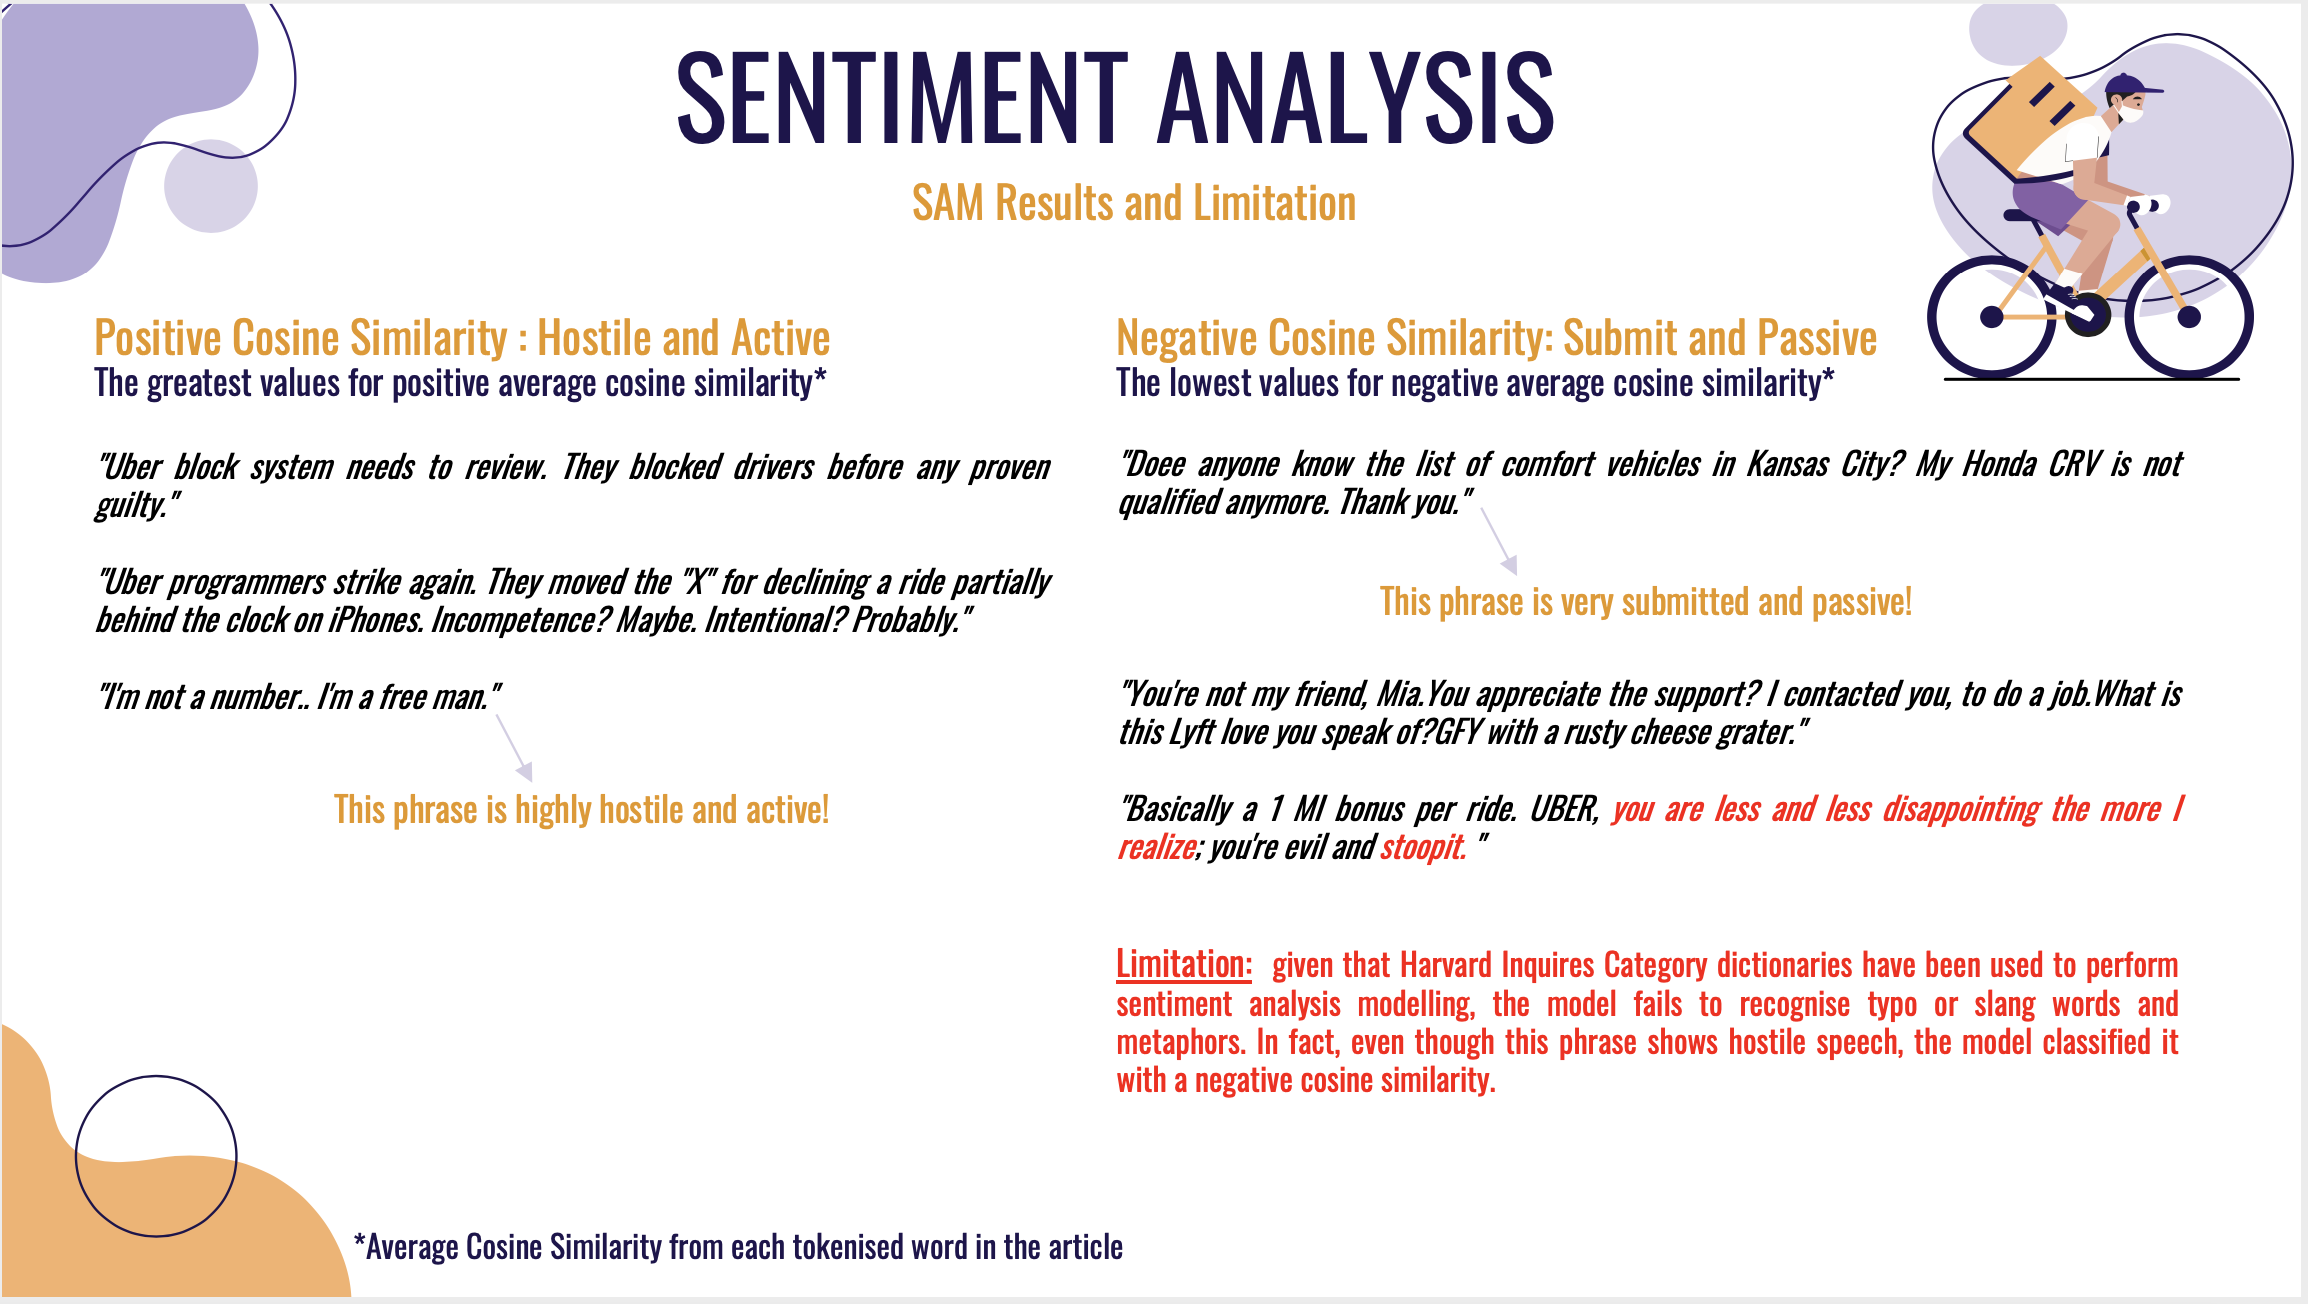 SENTIMENT ANALYSIS
SAM Results and Limitation
Positive Cosine Similarity : Hostile and Active
The greatest values for positive average cosine similarity*
"Uber block system needs to review. They blocked drivers before any proven
guilty."
"Uber programmers strike again. They moved the "X" for declining a ride partially
behind the clock on iPhones. Incompetence? Maybe. Intentional? Probably."
"I'm not a number.. I'm a free man."
This phrase is highly hostile and active!
Negative Cosine Similarity: Submit and Passive
The lowest values for negative average cosine similarity*
"Doee anyone know the list of comfort vehicles in Kansas City? My Honda CRV is not
qualified anymore. Thank you."
This phrase is very submitted and passive!
"You're not my friend, Mia.You appreciate the support? I contacted you, to do a job.What is
this Lyft love you speak of?GFY with a rusty cheese grater."
"Basically a 1 MI bonus per ride. UBER, you are less and less disappointing the more I
realize; you're evil and stoopit. "
Limitation: given that Harvard Inquires Category dictionaries have been used to perform
sentiment analysis modelling, the model fails to recognise typo or slang words and
metaphors. In fact, even though this phrase shows hostile speech, the model classified it
with a negative cosine similarity.
*Average Cosine Similarity from each tokenised word in the article